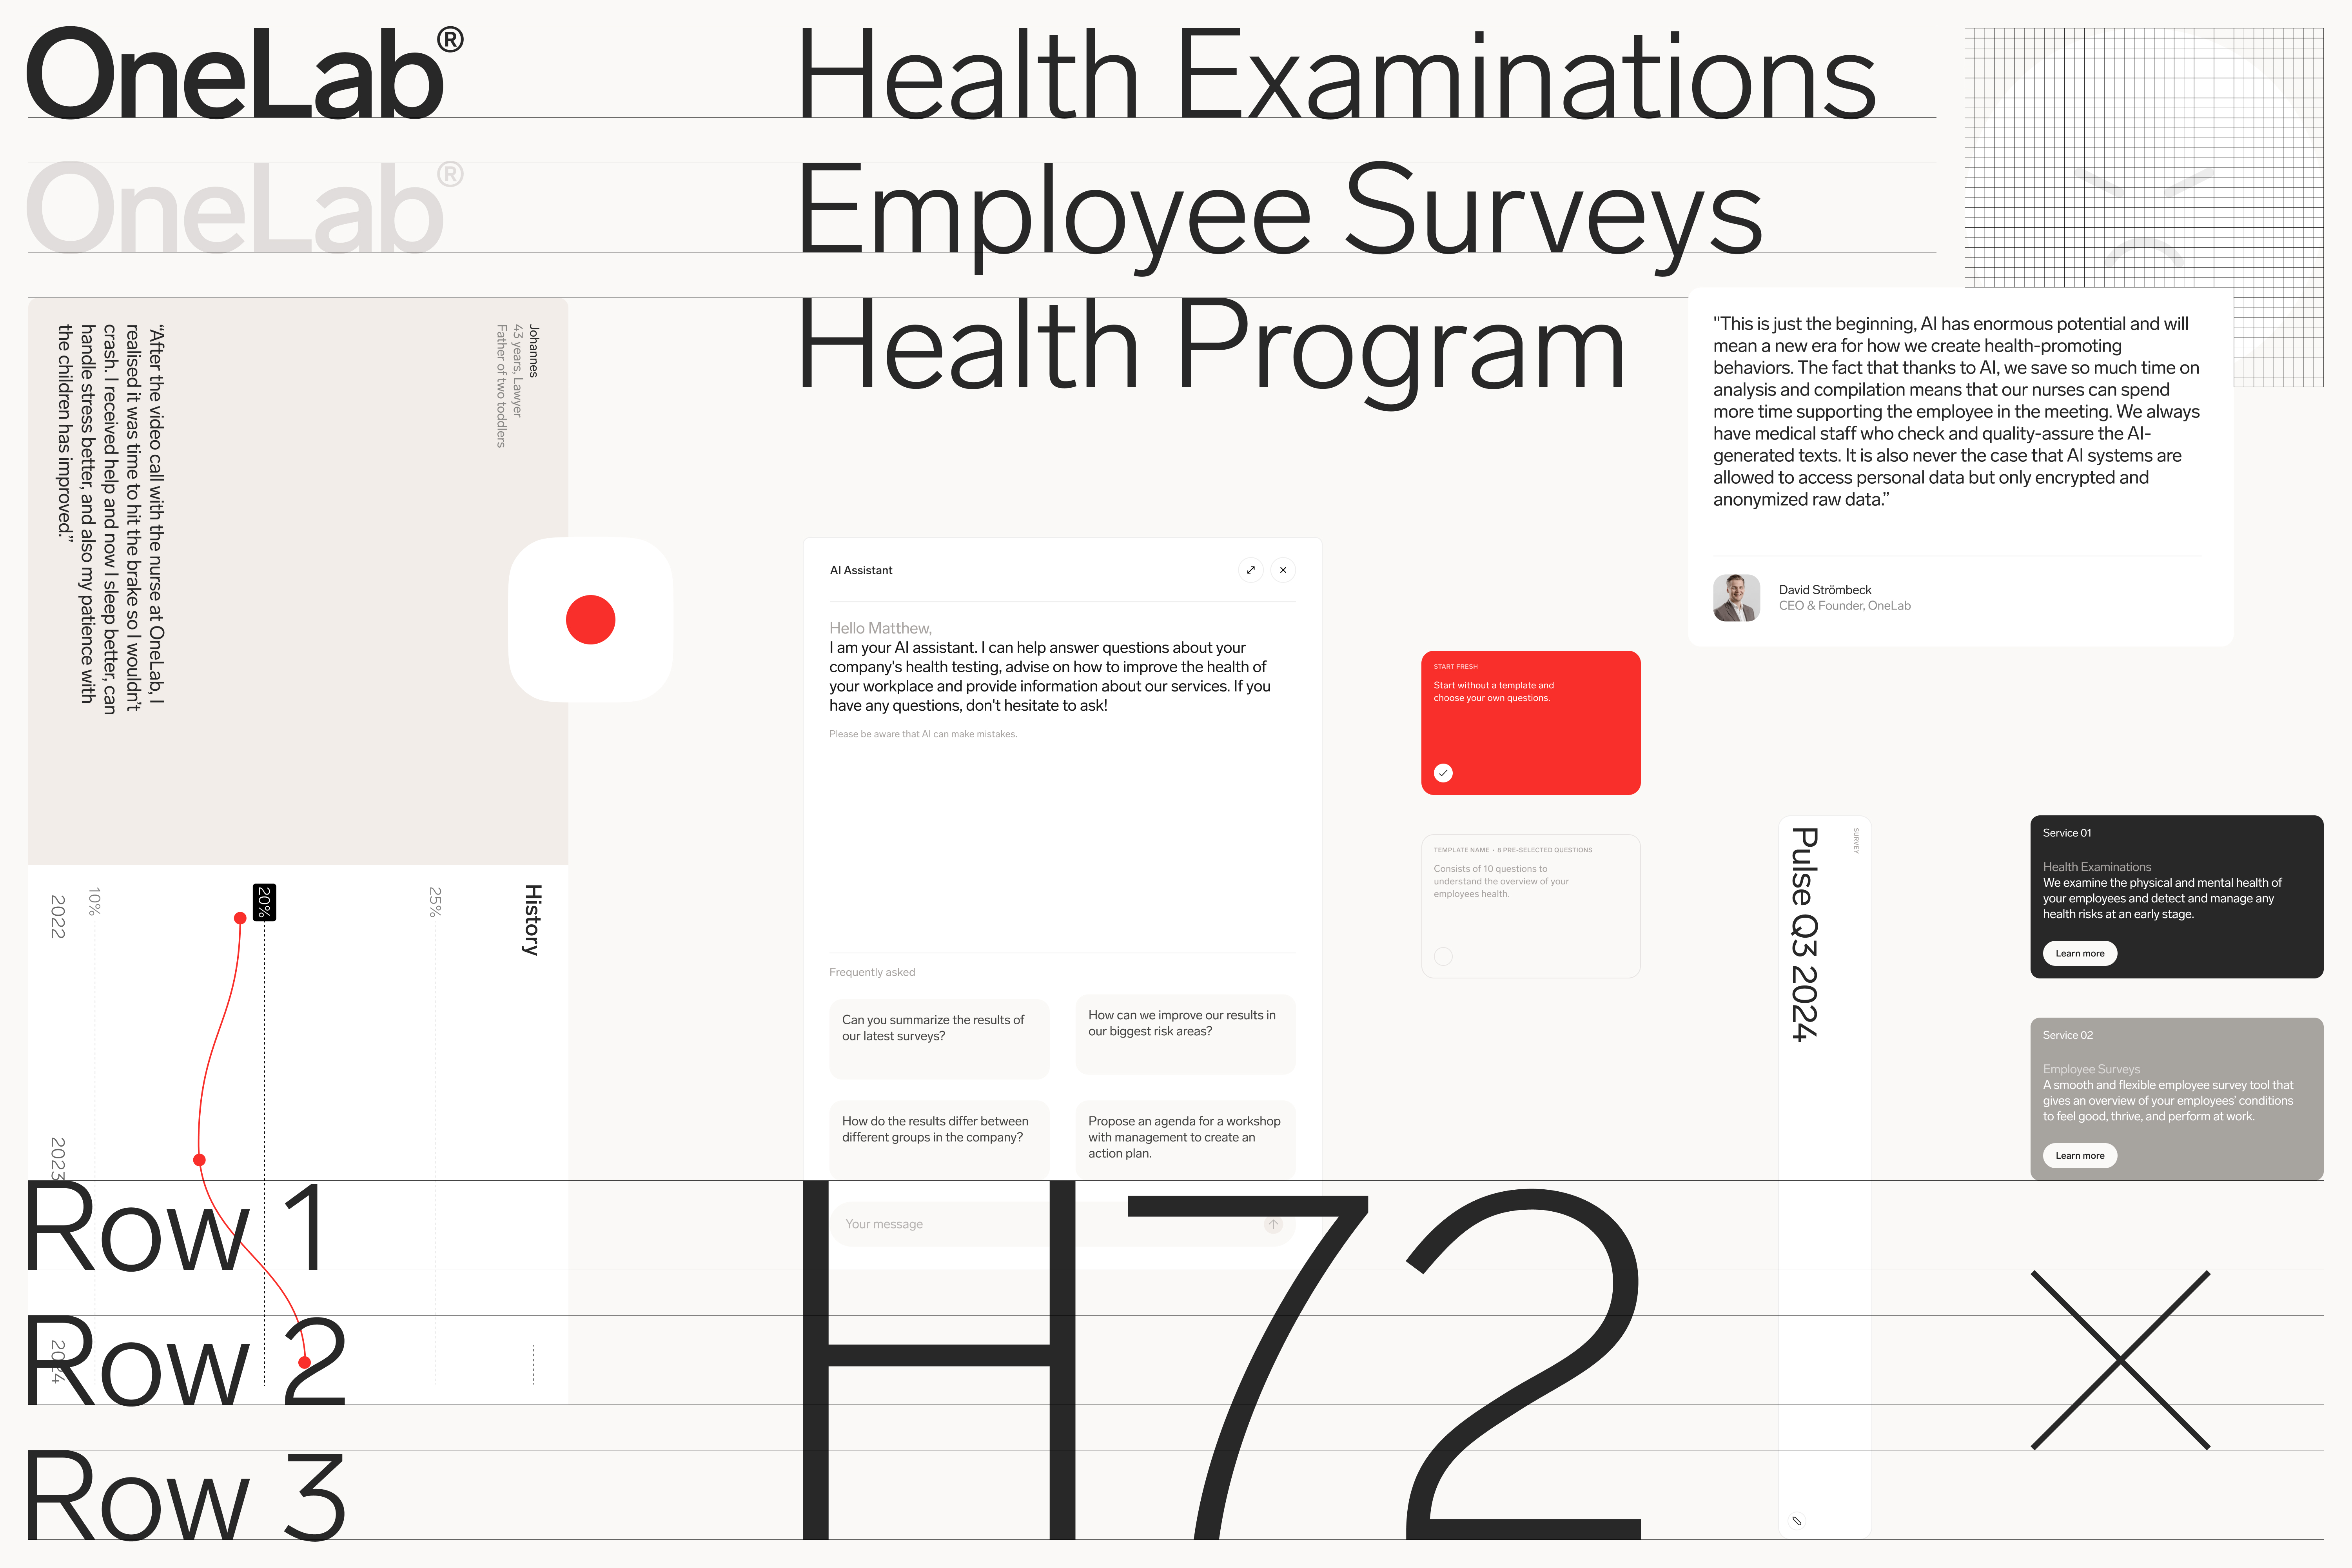 OneLab®
OneLab®
Health Examinations
Employee Surveys
Health Program
Johannes
43 years, Lawyer
Father of two toddlers
“After the video call with the nurse at OneLab, I
realised it was time to hit the brake so I wouldn’t
crash. I received help and now I sleep better, can
handle stress better, and also my patience with
the children has improved.”
"This is just the beginning, AI has enormous potential and will
mean a new era for how we create health-promoting
behaviors. The fact that thanks to AI, we save so much time on
analysis and compilation means that our nurses can spend
more time supporting the employee in the meeting. We always
have medical staff who check and quality-assure the AI-
generated texts. It is also never the case that AI systems are
allowed to access personal data but only encrypted and
anonymized raw data.”
David Strömbeck
CEO & Founder, OneLab
AI Assistant
Hello Matthew,
I am your AI assistant. I can help answer questions about your
company's health testing, advise on how to improve the health of
your workplace and provide information about our services. If you
have any questions, don't hesitate to ask!
Please be aware that AI can make mistakes.
Frequently asked
Can you summarize the results of
our latest surveys?
How can we improve our results in
our biggest risk areas?
How do the results differ between
different groups in the company?
Propose an agenda for a workshop
with management to create an
action plan.
Your message
START FRESH
Start without a template and
choose your own questions.
TEMPLATE NAME · 8 PRE-SELECTED QUESTIONS
Consists of 10 questions to
understand the overview of your
employees health.
SURVEY
Pulse Q3 2024
Service 01
Health Examinations
We examine the physical and mental health of
your employees and detect and manage any
health risks at an early stage.
Learn more
Service 02
Employee Surveys
A smooth and flexible employee survey tool that
gives an overview of your employees’ conditions
to feel good, thrive, and perform at work.
Learn more
History
25%
20%
10%
2022
2023
2024
Row 1
Row 2
Row 3
H72